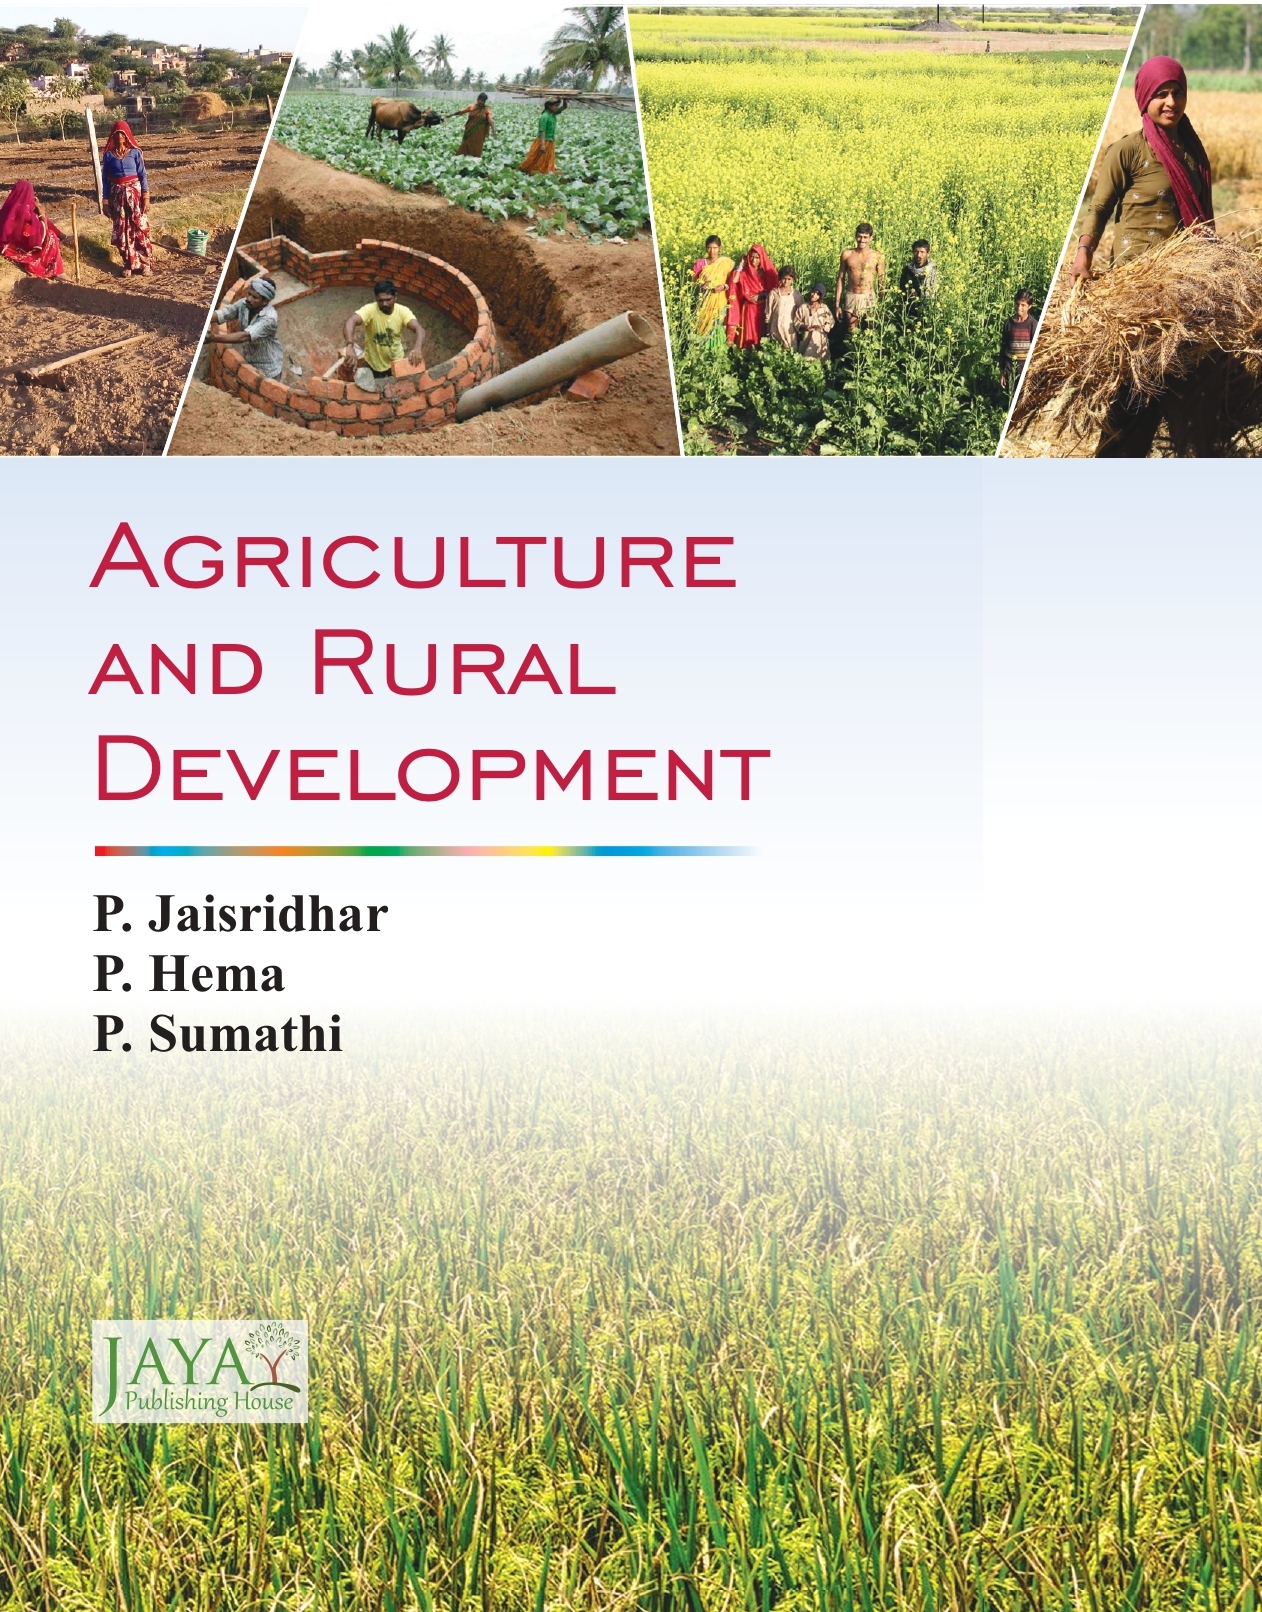 AGRICULTURE
AND RURAL
DEVELOPMENT
P. Jaisridhar
P. Hema
P. Sumathi
JAYA
Publishing House